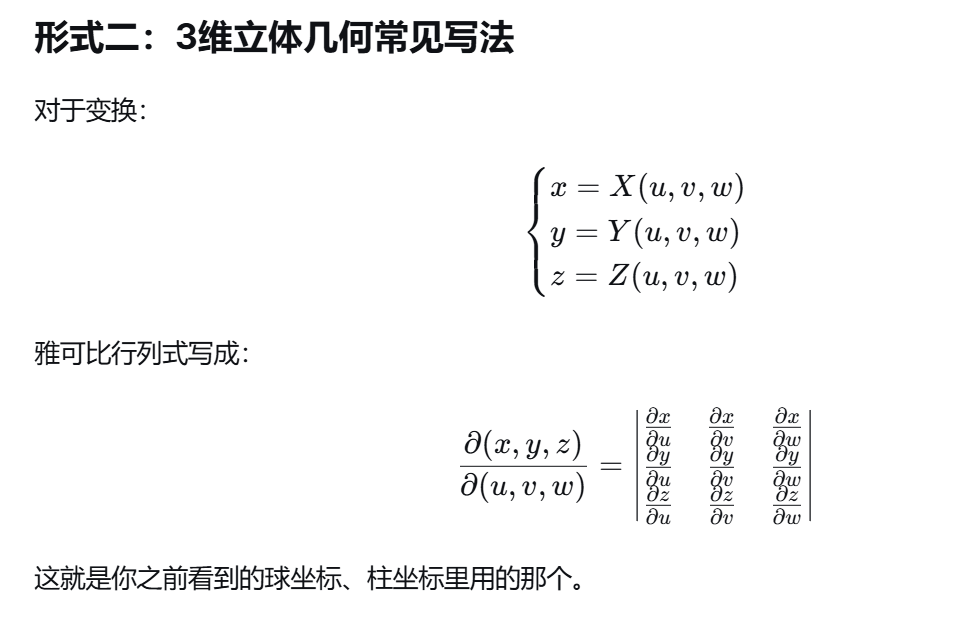 形式二：3维立体几何常见写法
对于变换：
x = X(u, v, w)
y = Y(u, v, w)
z = Z(u, v, w)
雅可比行列式写成：
∂(x, y, z)/∂(u, v, w) = | ∂x/∂u ∂x/∂v ∂x/∂w |
| ∂y/∂u ∂y/∂v ∂y/∂w |
| ∂z/∂u ∂z/∂v ∂z/∂w |
这就是你之前看到的球坐标、柱坐标里用的那个。